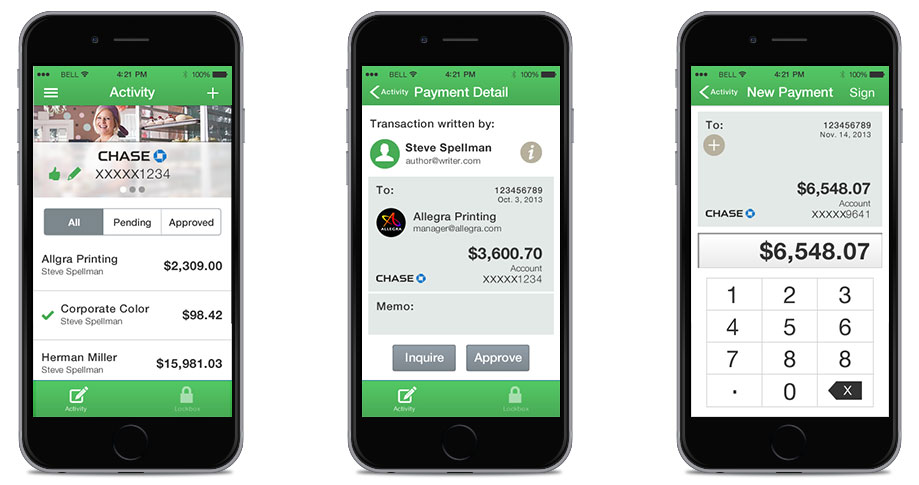 BELL 4:21 PM 100%
Activity +
CHASE
XXXXX1234
All Pending Approved
Allgra Printing
Steve Spellman
$2,309.00
Corporate Color
Steve Spellman
$98.42
Herman Miller
Steve Spellman
$15,981.03
Activity Lockbox
BELL 4:21 PM 100%
Activity Payment Detail
Transaction written by:
Steve Spellman
author@writer.com
i
To: 123456789
Oct. 3, 2013
ALLEGRA
Allegra Printing
manager@allegra.com
$3,600.70
Account
CHASE XXXXX1234
Memo:
Inquire Approve
Activity Lockbox
BELL 4:21 PM 100%
Activity New Payment Sign
To: 123456789
Nov. 14, 2013
+
$6,548.07
Account
CHASE XXXXX9641
$6,548.07
1 2 3
4 5 6
7 8 8
. 0 X